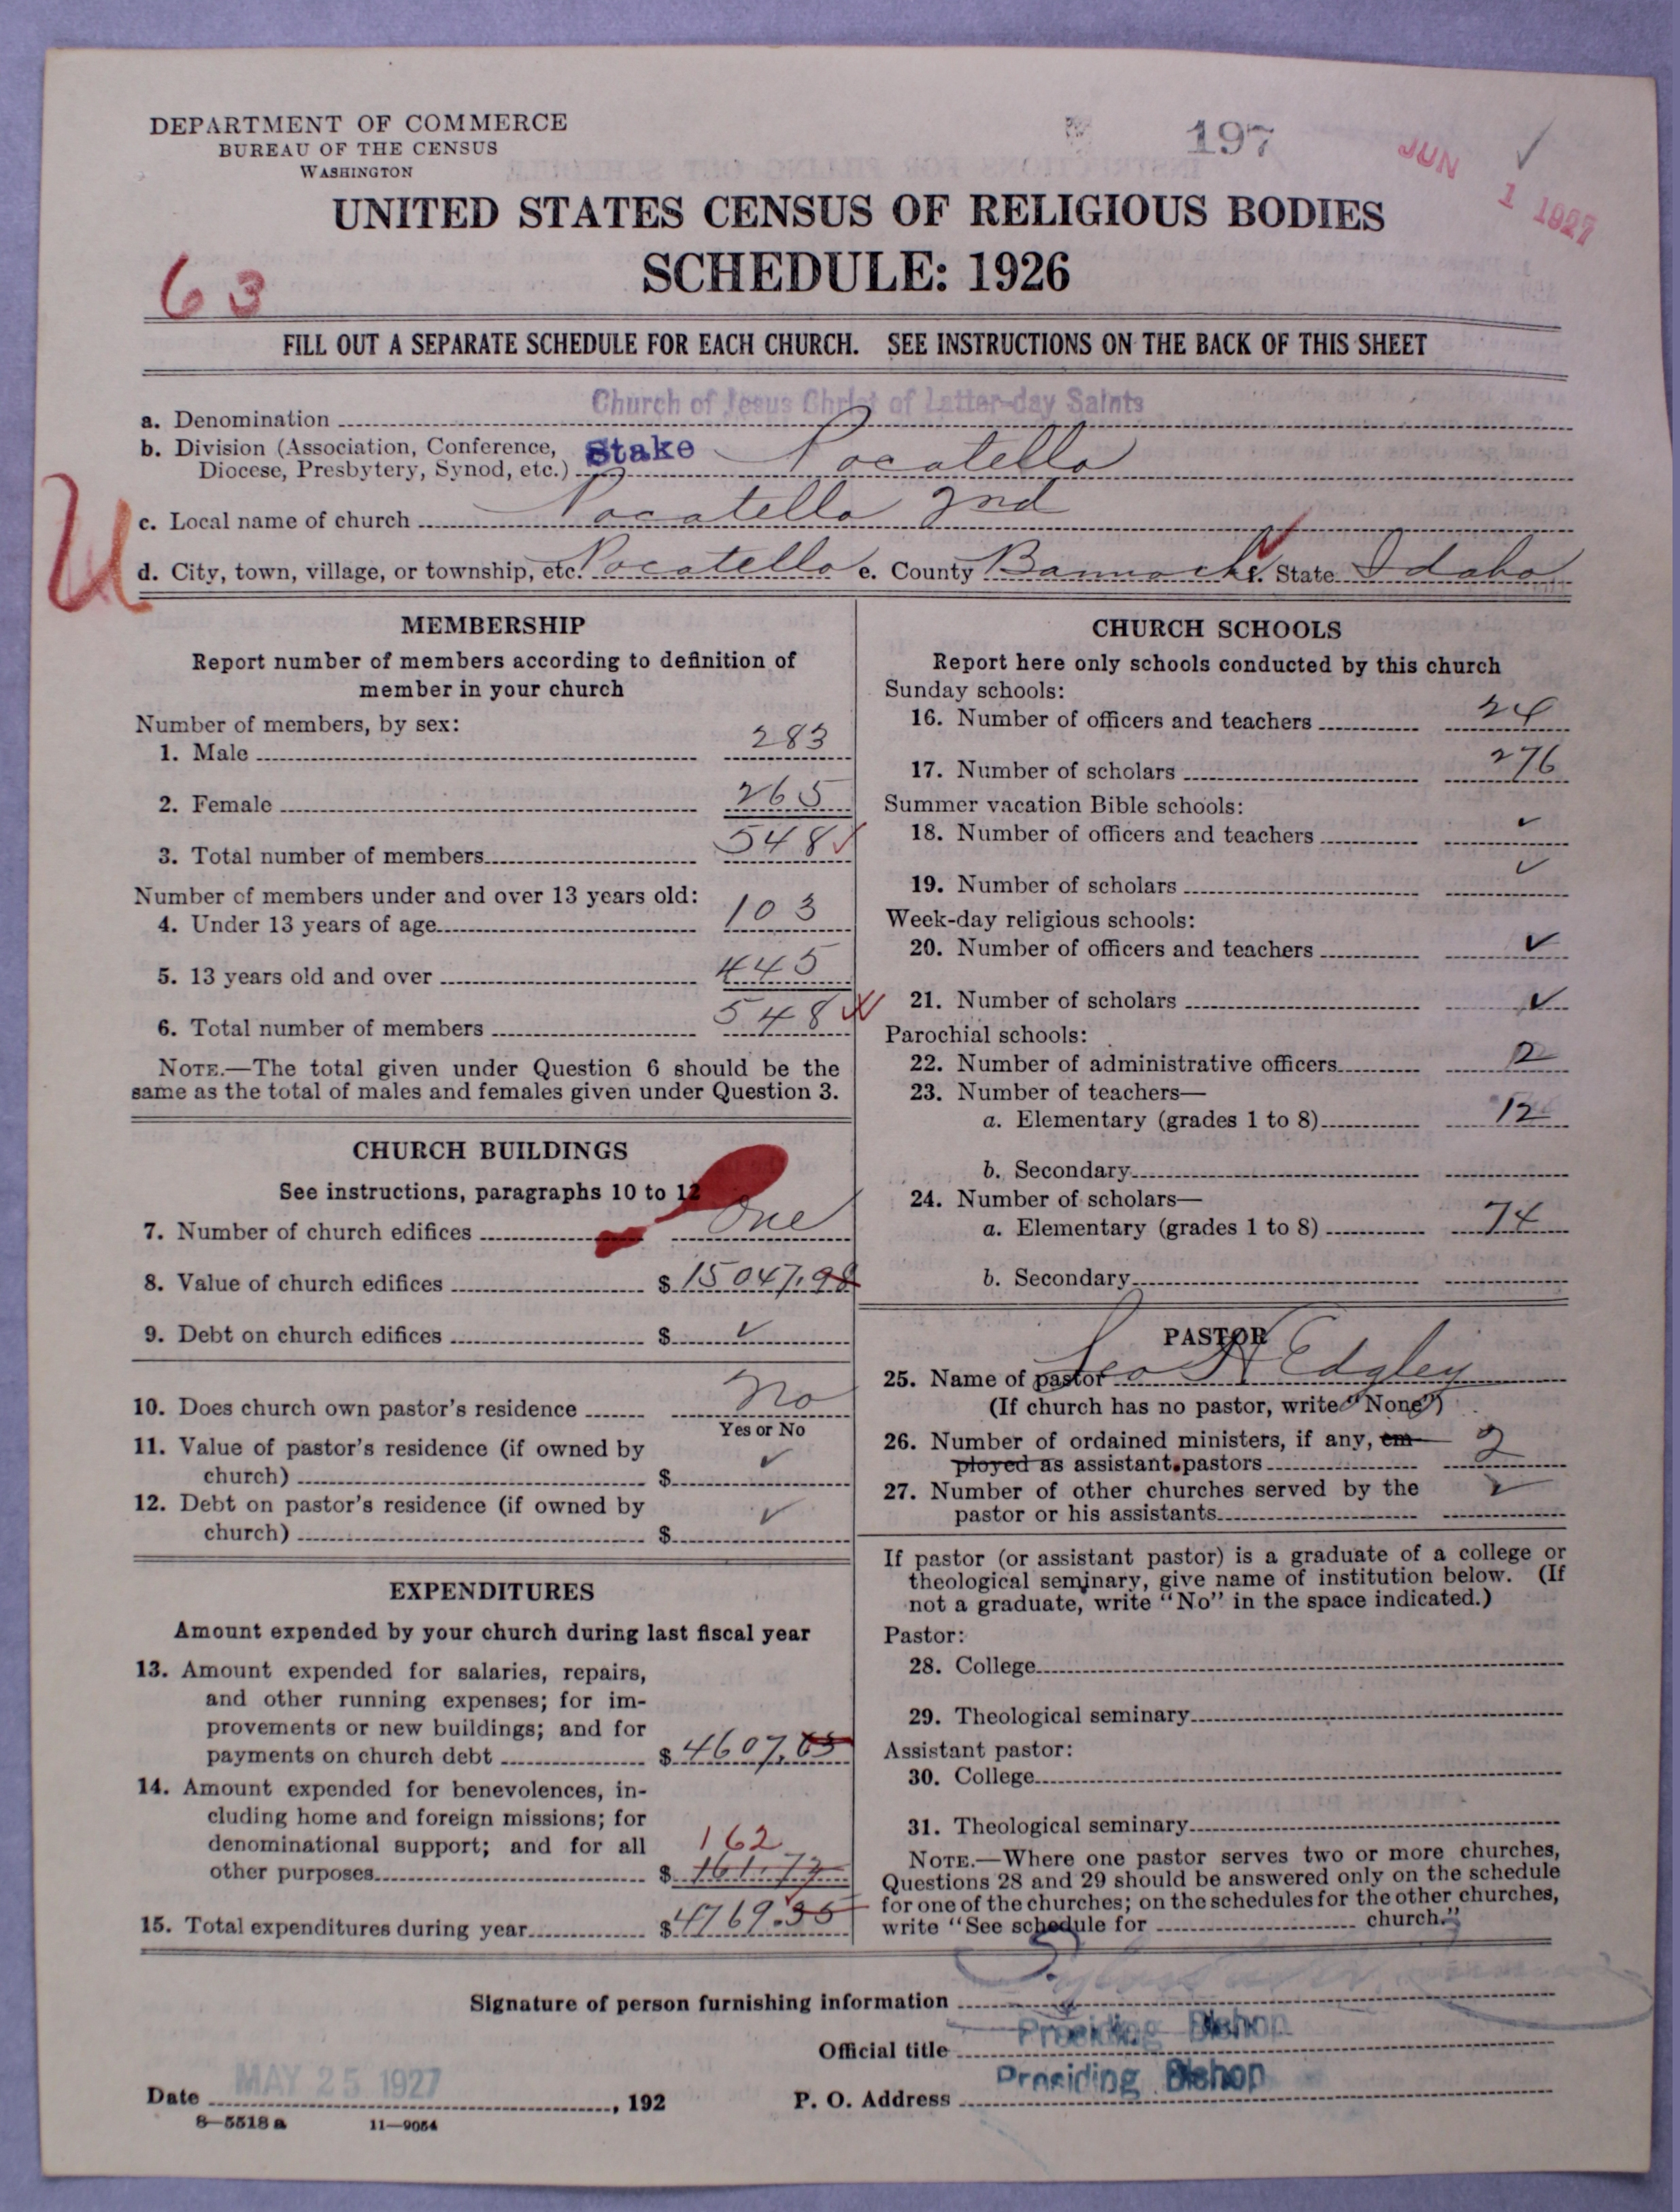 DEPARTMENT OF COMMERCE
BUREAU OF THE CENSUS
WASHINGTON
197
JUN 1 1927
UNITED STATES CENSUS OF RELIGIOUS BODIES
SCHEDULE: 1926
63
FILL OUT A SEPARATE SCHEDULE FOR EACH CHURCH. SEE INSTRUCTIONS ON THE BACK OF THIS SHEET
a. Denomination Church of Jesus Christ of Latter-day Saints
b. Division (Association, Conference, Diocese, Presbytery, Synod, etc.) Stake Pocatello
U
c. Local name of church Pocatello 2nd
d. City, town, village, or township, etc. Pocatello e. County Bannock f. State Idaho
MEMBERSHIP
Report number of members according to definition of
member in your church
Number of members, by sex:
1. Male 283
2. Female 265
3. Total number of members 548
Number of members under and over 13 years old:
4. Under 13 years of age 103
5. 13 years old and over 445
6. Total number of members 548
NOTE.—The total given under Question 6 should be the
same as the total of males and females given under Question 3.
CHURCH BUILDINGS
See instructions, paragraphs 10 to 12
7. Number of church edifices One
8. Value of church edifices $ 15047.98
9. Debt on church edifices $ ✓
10. Does church own pastor's residence No
Yes or No
11. Value of pastor's residence (if owned by
church) $ ✓
12. Debt on pastor's residence (if owned by
church) $ ✓
EXPENDITURES
Amount expended by your church during last fiscal year
13. Amount expended for salaries, repairs,
and other running expenses; for im-
provements or new buildings; and for
payments on church debt $ 4607.63
14. Amount expended for benevolences, in-
cluding home and foreign missions; for
denominational support; and for all 162
other purposes $ 161.72
15. Total expenditures during year $ 4769.35
CHURCH SCHOOLS
Report here only schools conducted by this church
Sunday schools:
16. Number of officers and teachers 24
17. Number of scholars 276
Summer vacation Bible schools:
18. Number of officers and teachers ✓
19. Number of scholars ✓
Week-day religious schools:
20. Number of officers and teachers ✓
21. Number of scholars ✓
Parochial schools:
22. Number of administrative officers 2
23. Number of teachers—
a. Elementary (grades 1 to 8) 12
b. Secondary
24. Number of scholars—
a. Elementary (grades 1 to 8) 74
b. Secondary
PASTOR
25. Name of pastor Leo H Edgley
(If church has no pastor, write "None")
26. Number of ordained ministers, if any, em-
ployed as assistant pastors 2
27. Number of other churches served by the
pastor or his assistants ✓
If pastor (or assistant pastor) is a graduate of a college or
theological seminary, give name of institution below. (If
not a graduate, write "No" in the space indicated.)
Pastor:
28. College
29. Theological seminary
Assistant pastor:
30. College
31. Theological seminary
NOTE.—Where one pastor serves two or more churches,
Questions 28 and 29 should be answered only on the schedule
for one of the churches; on the schedules for the other churches,
write "See schedule for church."
Signature of person furnishing information
Official title Presiding Bishop
Date MAY 25 1927, 192
P. O. Address Presiding Bishop
8—5518 a 11—9054